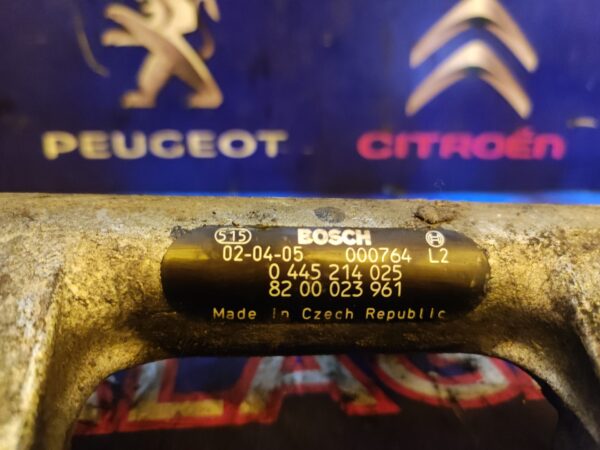 PEUGEOT CITROËN
515 BOSCH
02-04-05 000764 L2
0 445 214 025
82 00 023 961
Made in Czech Republic
LAG